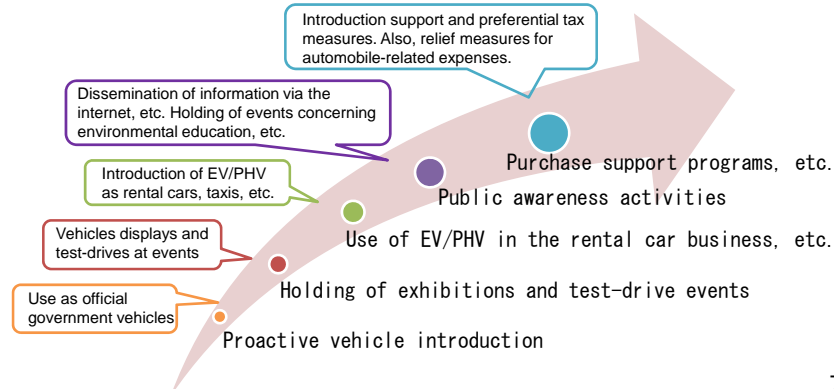 Introduction support and preferential tax
measures. Also, relief measures for
automobile-related expenses.
Dissemination of information via the
internet, etc. Holding of events concerning
environmental education, etc.
Purchase support programs, etc.
Introduction of EV/PHV
as rental cars, taxis, etc.
Public awareness activities
Vehicles displays and
test-drives at events
Use of EV/PHV in the rental car business, etc.
Holding of exhibitions and test-drive events
Use as official
government vehicles
Proactive vehicle introduction